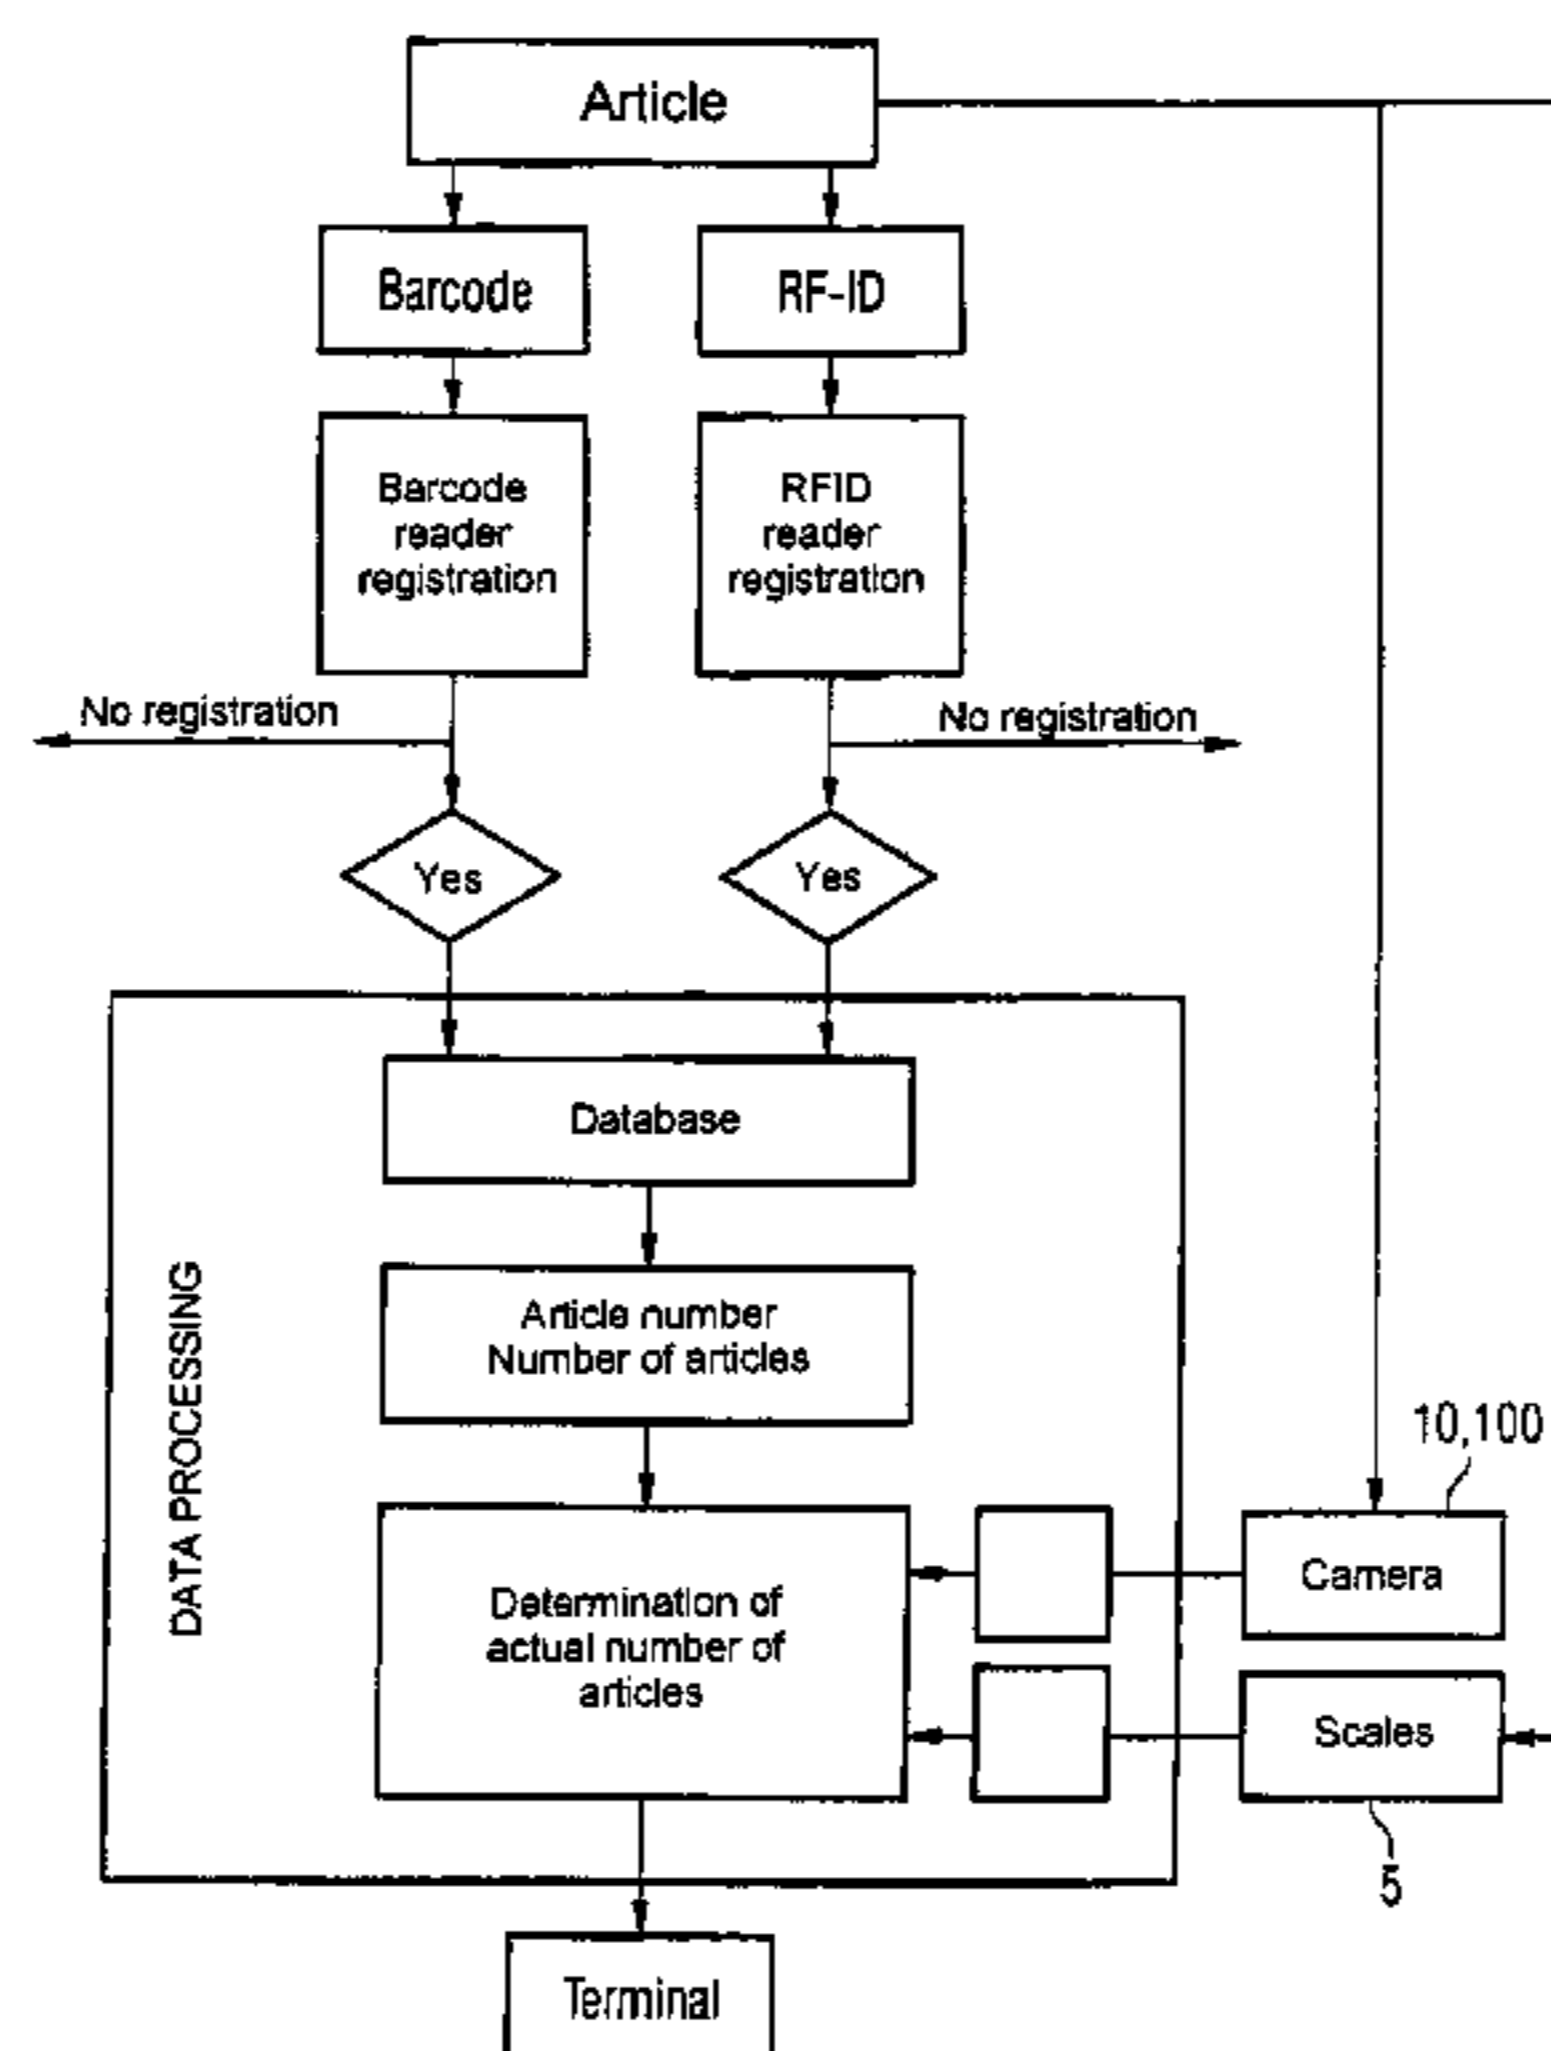 Article
Barcode
RF-ID
Barcode
reader
registration
RFID
reader
registration
No registration
No registration
Yes
Yes
DATA PROCESSING
Database
Article number
Number of articles
Determination of
actual number of
articles
10,100
Camera
Scales
5
Terminal